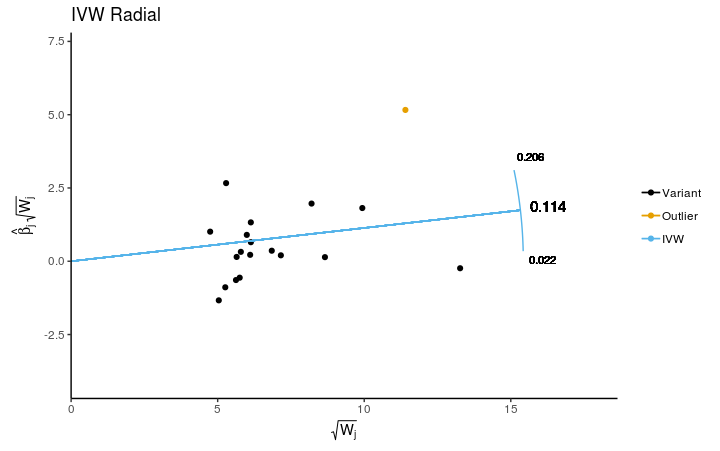 IVW Radial
7.5
5.0
2.5
0.0
-2.5
β̂j√Wj
0.206
0.114
0.022
Variant
Outlier
IVW
0 5 10 15
√Wj